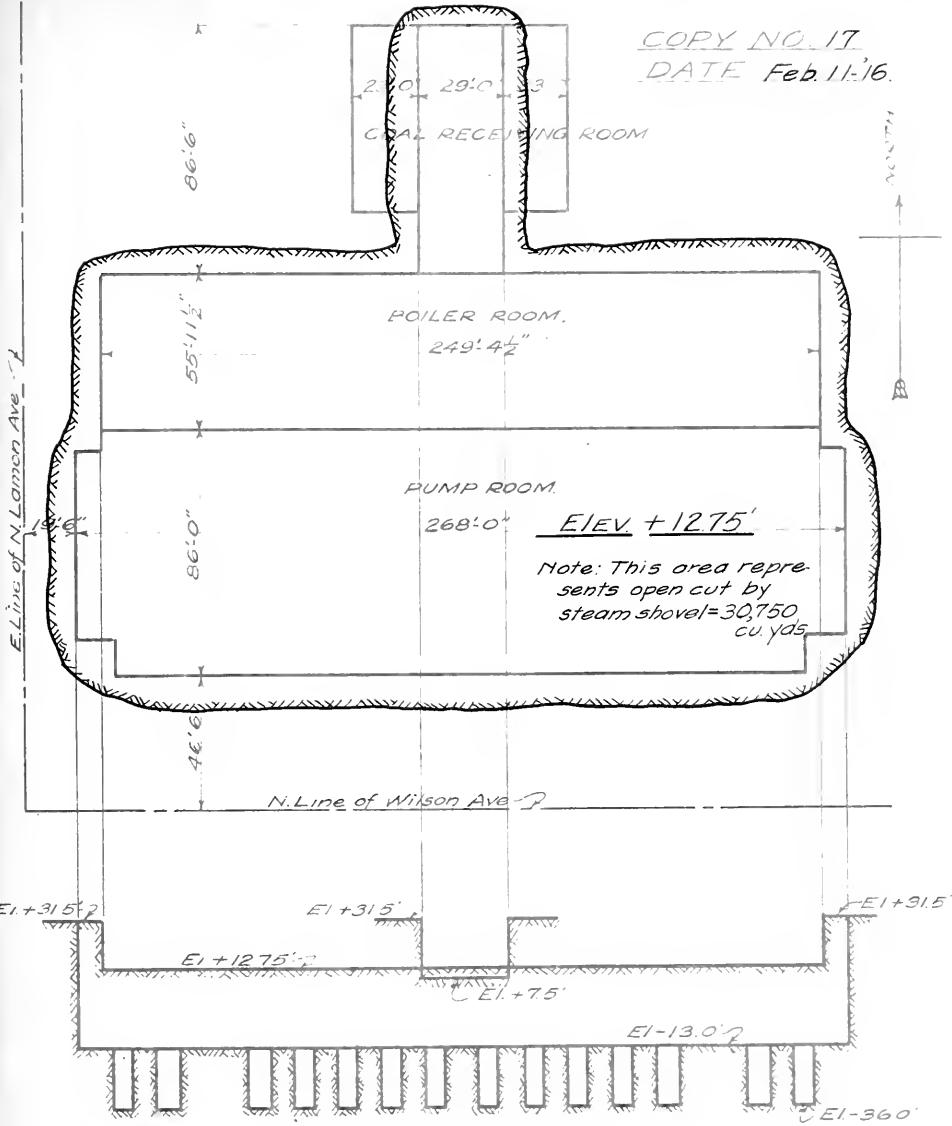 COPY NO. 17
DATE Feb. 11-'16.
29'-0"
COAL RECEIVING ROOM
86'-6"
NORTH
BOILER ROOM.
249'-4½"
55'-11½"
E. Line of N. Lamon Ave
PUMP ROOM.
268'-0"
ELEV. +12.75'
19'-6"
86'-0"
Note: This area repre-
sents open cut by
steam shovel=30,750
cu. yds
46'-6"
N. Line of Wilson Ave
El. +31.5'
El +31.5'
El +31.5'
El +12.75'
El. +7.5'
El -13.0'
El. -36.0'